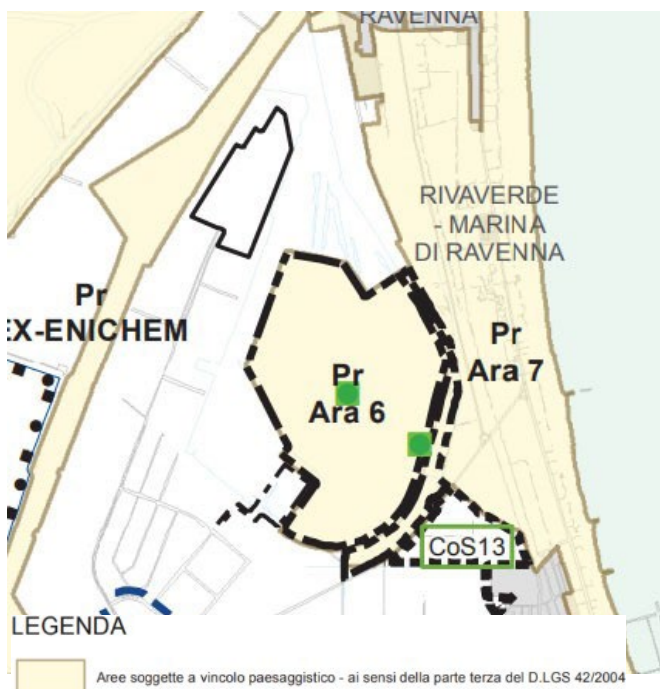 RAVENNA
RIVAVERDE
- MARINA
DI RAVENNA
Pr
EX-ENICHEM
Pr
Ara 7
Pr
Ara 6
CoS13
LEGENDA
Aree soggette a vincolo paesaggistico - ai sensi della parte terza del D.LGS 42/2004